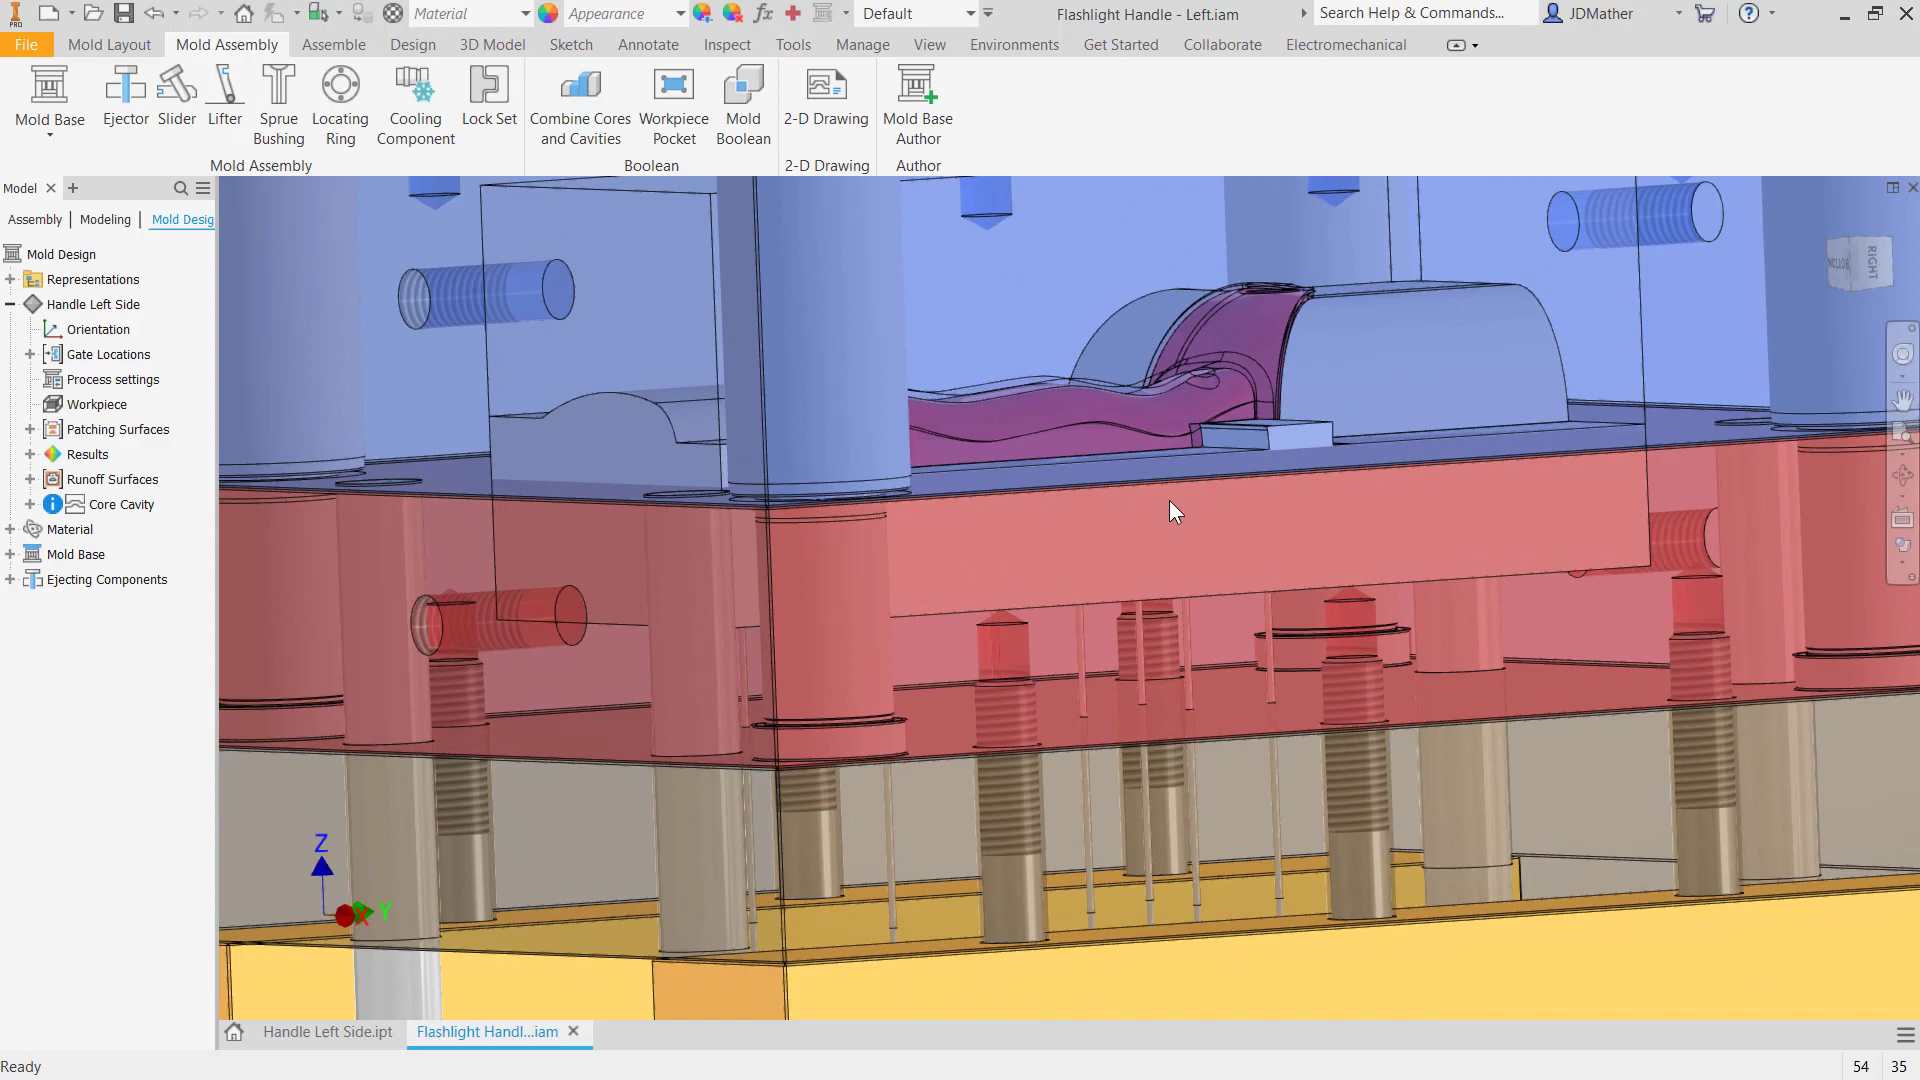 PRO
Material
Appearance
fx
Default
Flashlight Handle - Left.iam
Search Help & Commands...
JDMather
File
Mold Layout
Mold Assembly
Assemble
Design
3D Model
Sketch
Annotate
Inspect
Tools
Manage
View
Environments
Get Started
Collaborate
Electromechanical
Mold Base
Ejector
Slider
Lifter
Sprue
Bushing
Locating
Ring
Cooling
Component
Lock Set
Combine Cores
and Cavities
Workpiece
Pocket
Mold
Boolean
2-D Drawing
Mold Base
Author
Mold Assembly
Boolean
2-D Drawing
Author
Model
Assembly
Modeling
Mold Desig
Mold Design
Representations
Handle Left Side
Orientation
Gate Locations
Process settings
Workpiece
Patching Surfaces
Results
Runoff Surfaces
Core Cavity
Material
Mold Base
Ejecting Components
BOTTOM
RIGHT
Z
X
Y
Handle Left Side.ipt
Flashlight Handl...iam
Ready
54
35